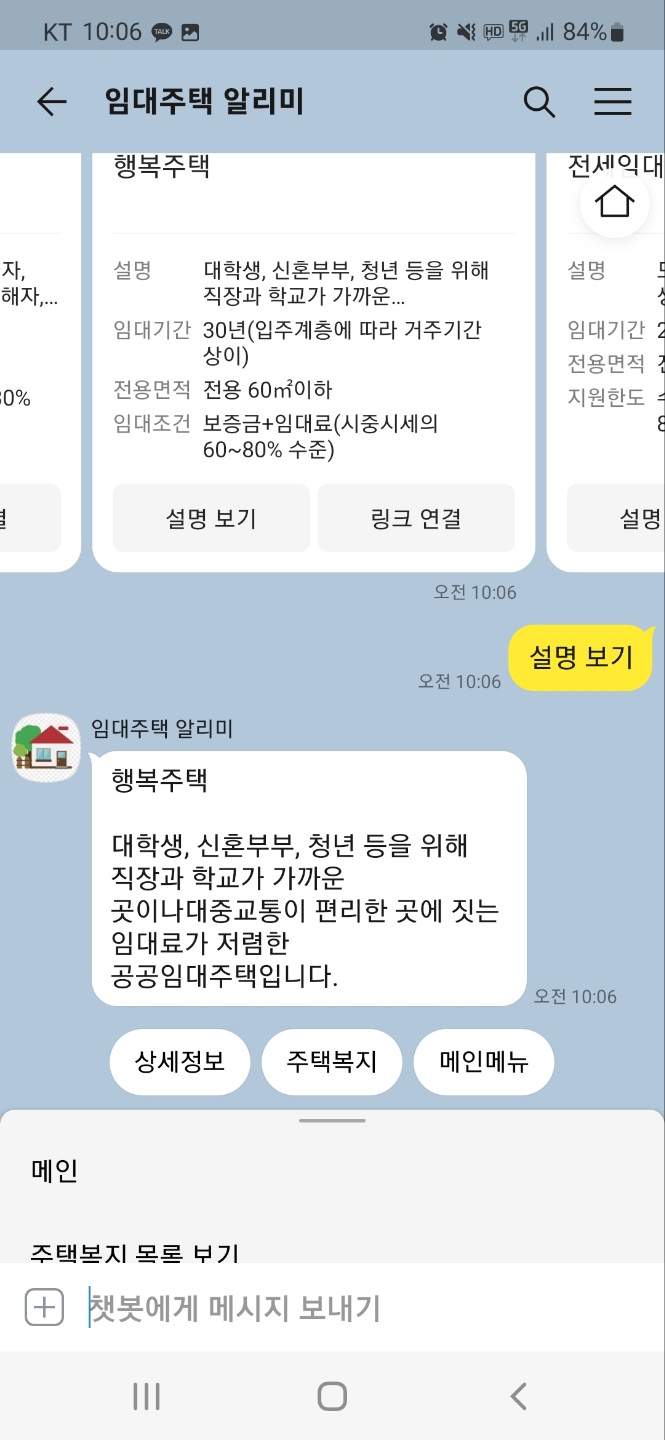 KT 10:06 TALK
HD 5G 84%
임대주택 알리미
행복주택
전세임대
자,
해자,...
30%
설명 대학생, 신혼부부, 청년 등을 위해
직장과 학교가 가까운...
임대기간 30년(입주계층에 따라 거주기간
상이)
전용면적 전용 60㎡이하
임대조건 보증금+임대료(시중시세의
60~80% 수준)
설명 보기 링크 연결
설명
임대기간 2
전용면적
지원한도
8
설명
오전 10:06
설명 보기
오전 10:06
임대주택 알리미
행복주택
대학생, 신혼부부, 청년 등을 위해
직장과 학교가 가까운
곳이나대중교통이 편리한 곳에 짓는
임대료가 저렴한
공공임대주택입니다.
오전 10:06
상세정보 주택복지 메인메뉴
메인
주택복지 목록 보기
챗봇에게 메시지 보내기